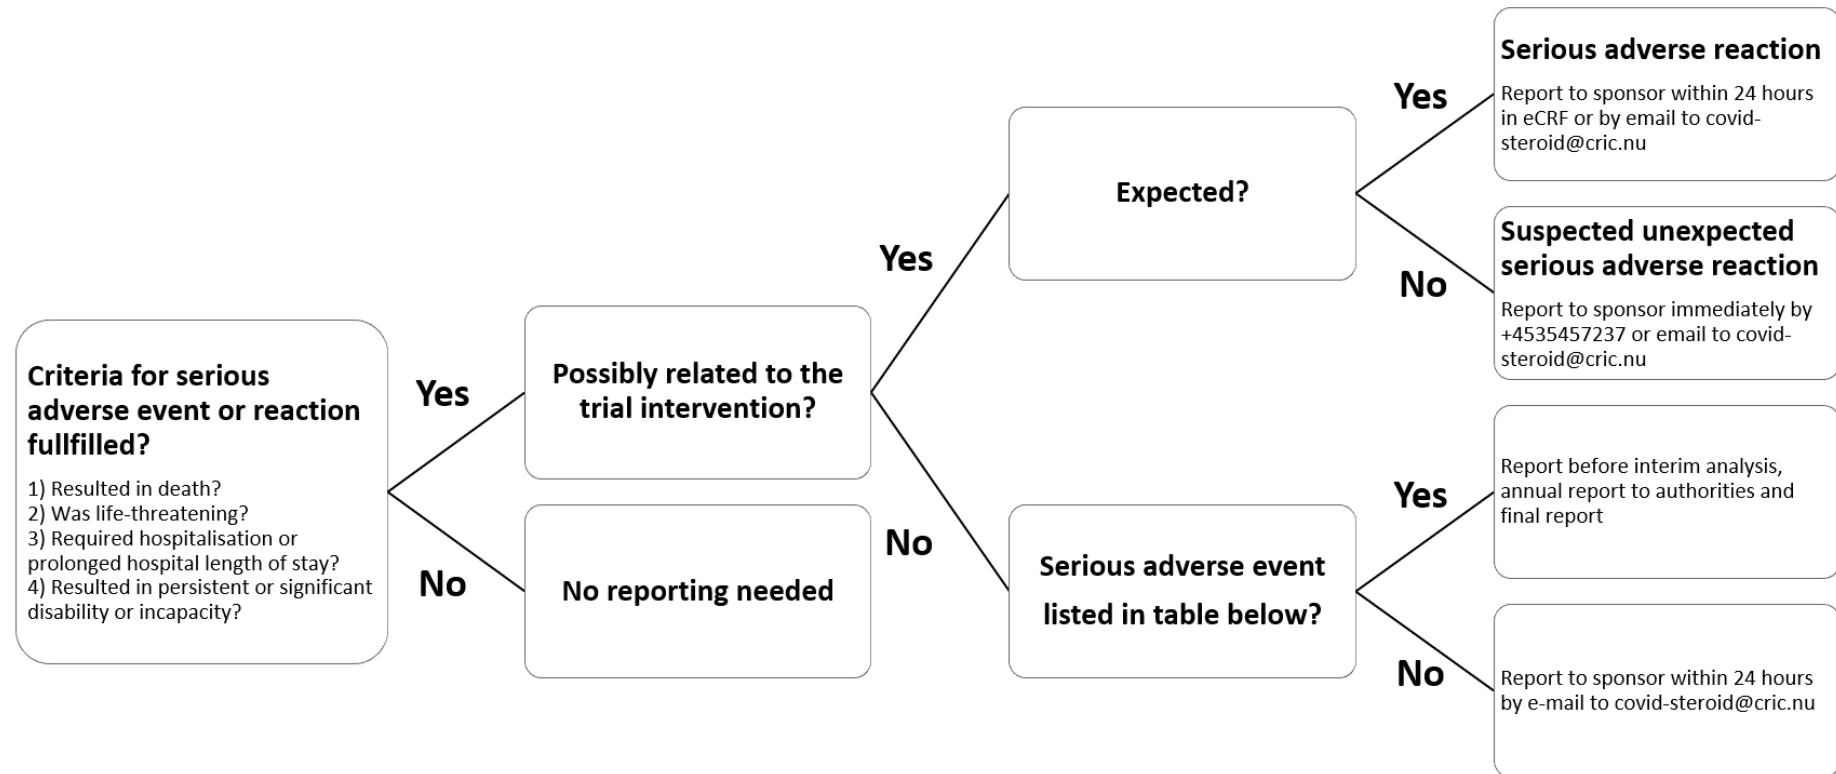 Criteria for serious
adverse event or reaction
fullfilled?
1) Resulted in death?
2) Was life-threatening?
3) Required hospitalisation or
prolonged hospital length of stay?
4) Resulted in persistent or significant
disability or incapacity?
Yes
No
Possibly related to the
trial intervention?
No reporting needed
Yes
No
Expected?
Serious adverse event
listed in table below?
Yes
No
Yes
No
Serious adverse reaction
Report to sponsor within 24 hours
in eCRF or by email to covid-
steroid@cric.nu
Suspected unexpected
serious adverse reaction
Report to sponsor immediately by
+4535457237 or email to covid-
steroid@cric.nu
Report before interim analysis,
annual report to authorities and
final report
Report to sponsor within 24 hours
by e-mail to covid-steroid@cric.nu